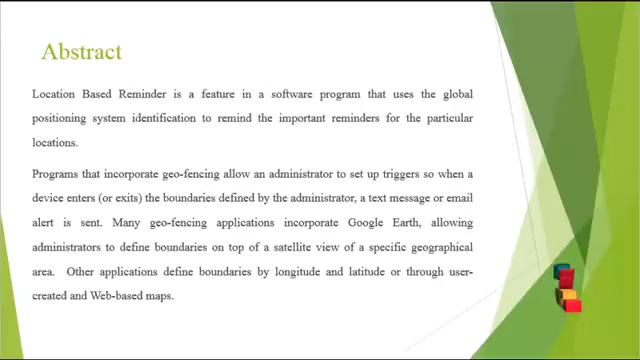 Abstract
Location Based Reminder is a feature in a software program that uses the global
positioning system identification to remind the important reminders for the particular
locations.
Programs that incorporate geo-fencing allow an administrator to set up triggers so when a
device enters (or exits) the boundaries defined by the administrator, a text message or email
alert is sent. Many geo-fencing applications incorporate Google Earth, allowing
administrators to define boundaries on top of a satellite view of a specific geographical
area. Other applications define boundaries by longitude and latitude or through user-
created and Web-based maps.